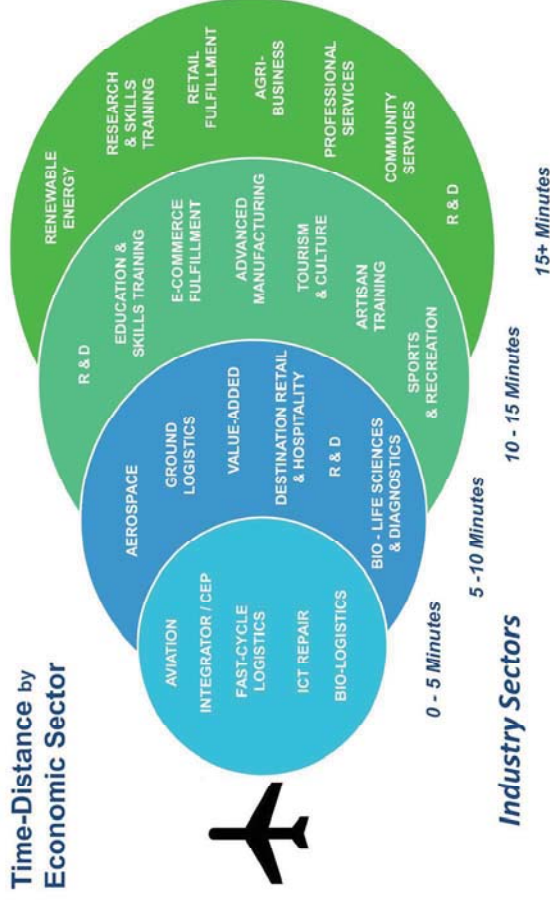 Time-Distance by
Economic Sector
AVIATION
INTEGRATOR / CEP
FAST-CYCLE
LOGISTICS
ICT REPAIR
BIO-LOGISTICS
AEROSPACE
GROUND
LOGISTICS
VALUE-ADDED
DESTINATION RETAIL
& HOSPITALITY
R & D
BIO - LIFE SCIENCES
& DIAGNOSTICS
R & D
EDUCATION &
SKILLS TRAINING
E-COMMERCE
FULFILLMENT
ADVANCED
MANUFACTURING
TOURISM
& CULTURE
ARTISAN
TRAINING
SPORTS
& RECREATION
RENEWABLE
ENERGY
RESEARCH
& SKILLS
TRAINING
RETAIL
FULFILLMENT
AGRI-
BUSINESS
PROFESSIONAL
SERVICES
COMMUNITY
SERVICES
R & D
0 - 5 Minutes
5 -10 Minutes
10 - 15 Minutes
15+ Minutes
Industry Sectors